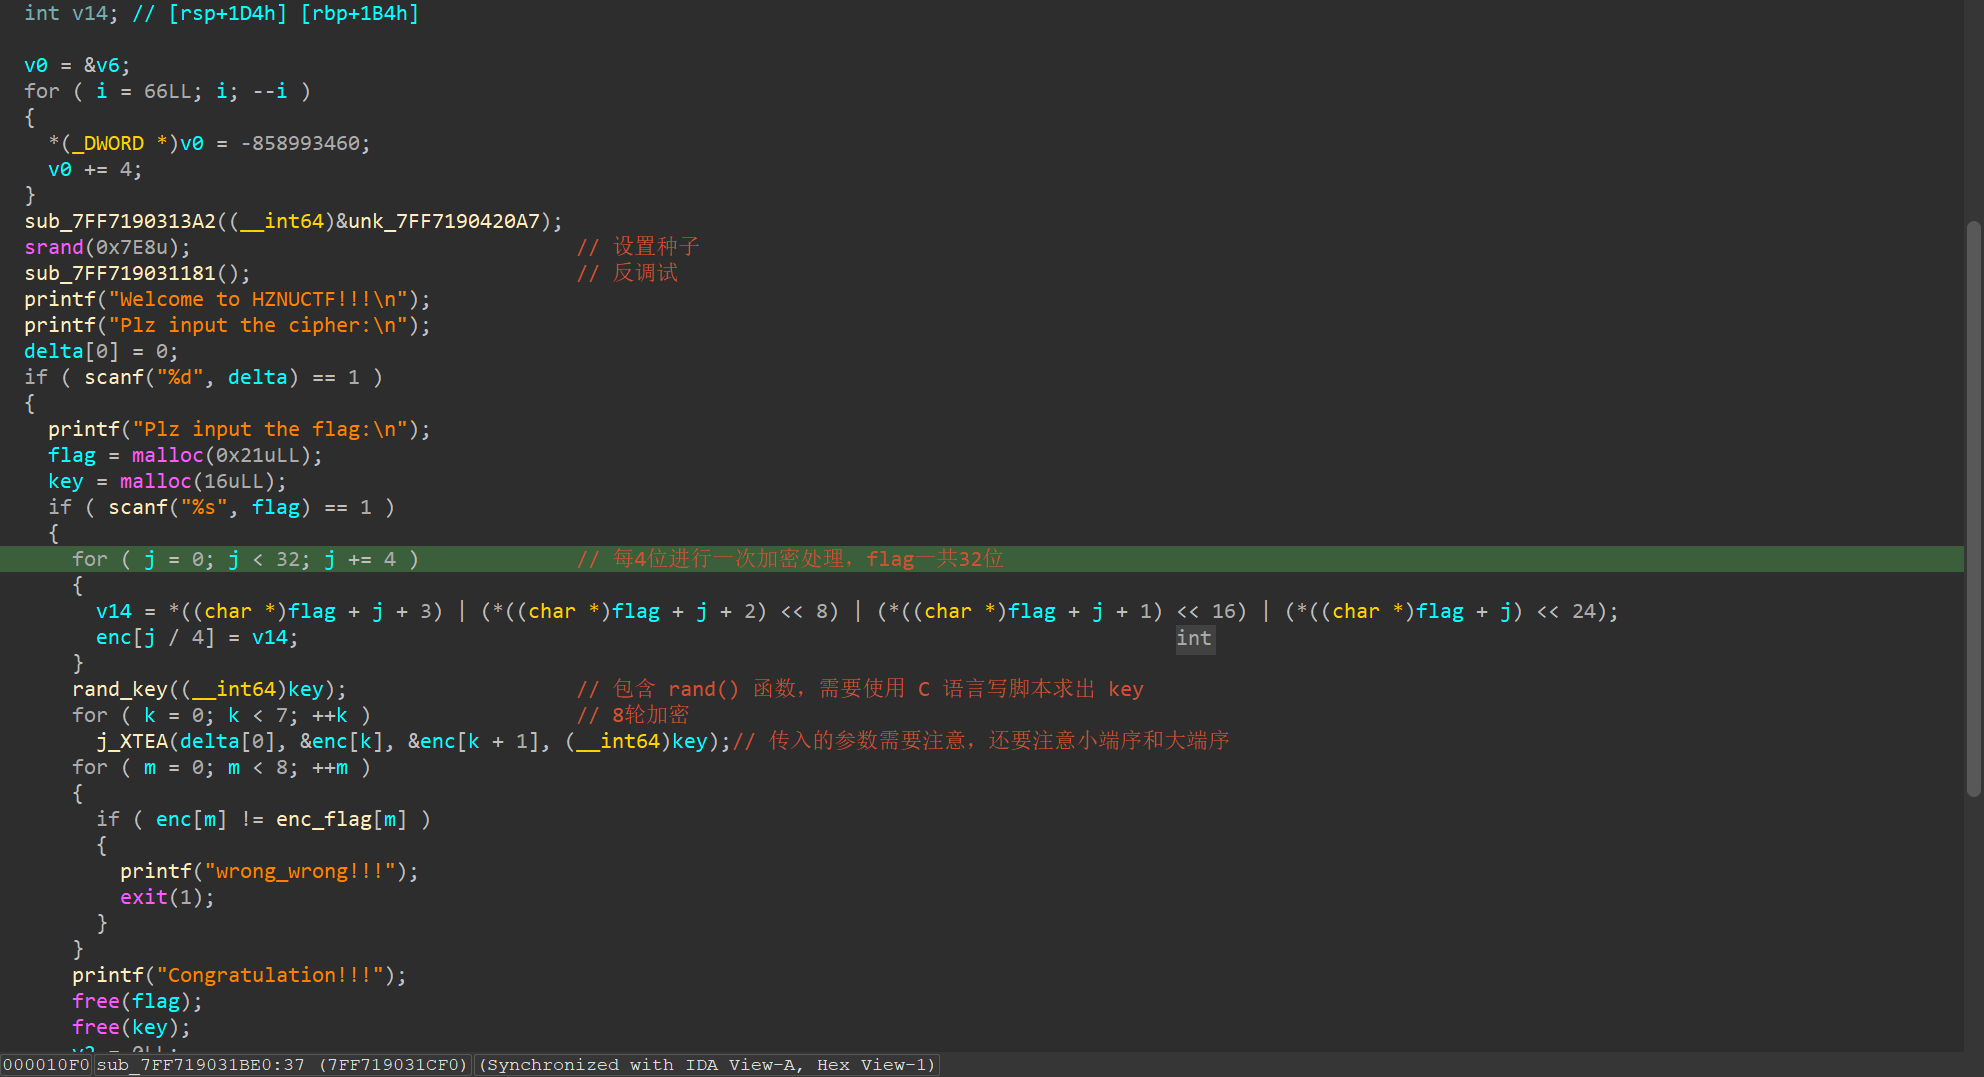 int v14; // [rsp+1D4h] [rbp+1B4h]
v0 = &v6;
for ( i = 66LL; i; --i )
{
*(_DWORD *)v0 = -858993460;
v0 += 4;
}
sub_7FF7190313A2((__int64)&unk_7FF7190420A7);
srand(0x7E8u); // 设置种子
sub_7FF719031181(); // 反调试
printf("Welcome to HZNUCTF!!!\n");
printf("Plz input the cipher:\n");
delta[0] = 0;
if ( scanf("%d", delta) == 1 )
{
printf("Plz input the flag:\n");
flag = malloc(0x21uLL);
key = malloc(16uLL);
if ( scanf("%s", flag) == 1 )
{
for ( j = 0; j < 32; j += 4 ) // 每4位进行一次加密处理，flag一共32位
{
v14 = *((char *)flag + j + 3) | (*((char *)flag + j + 2) << 8) | (*((char *)flag + j + 1) << 16) | (*((char *)flag + j) << 24);
enc[j / 4] = v14;
int
}
rand_key((__int64)key); // 包含 rand() 函数，需要使用 C 语言写脚本求出 key
for ( k = 0; k < 7; ++k ) // 8轮加密
j_XTEA(delta[0], &enc[k], &enc[k + 1], (__int64)key);// 传入的参数需要注意，还要注意小端序和大端序
for ( m = 0; m < 8; ++m )
{
if ( enc[m] != enc_flag[m] )
{
printf("wrong_wrong!!!");
exit(1);
}
}
printf("Congratulation!!!");
free(flag);
free(key);
000010F0 sub_7FF719031BE0:37 (7FF719031CF0) (Synchronized with IDA View-A, Hex View-1)